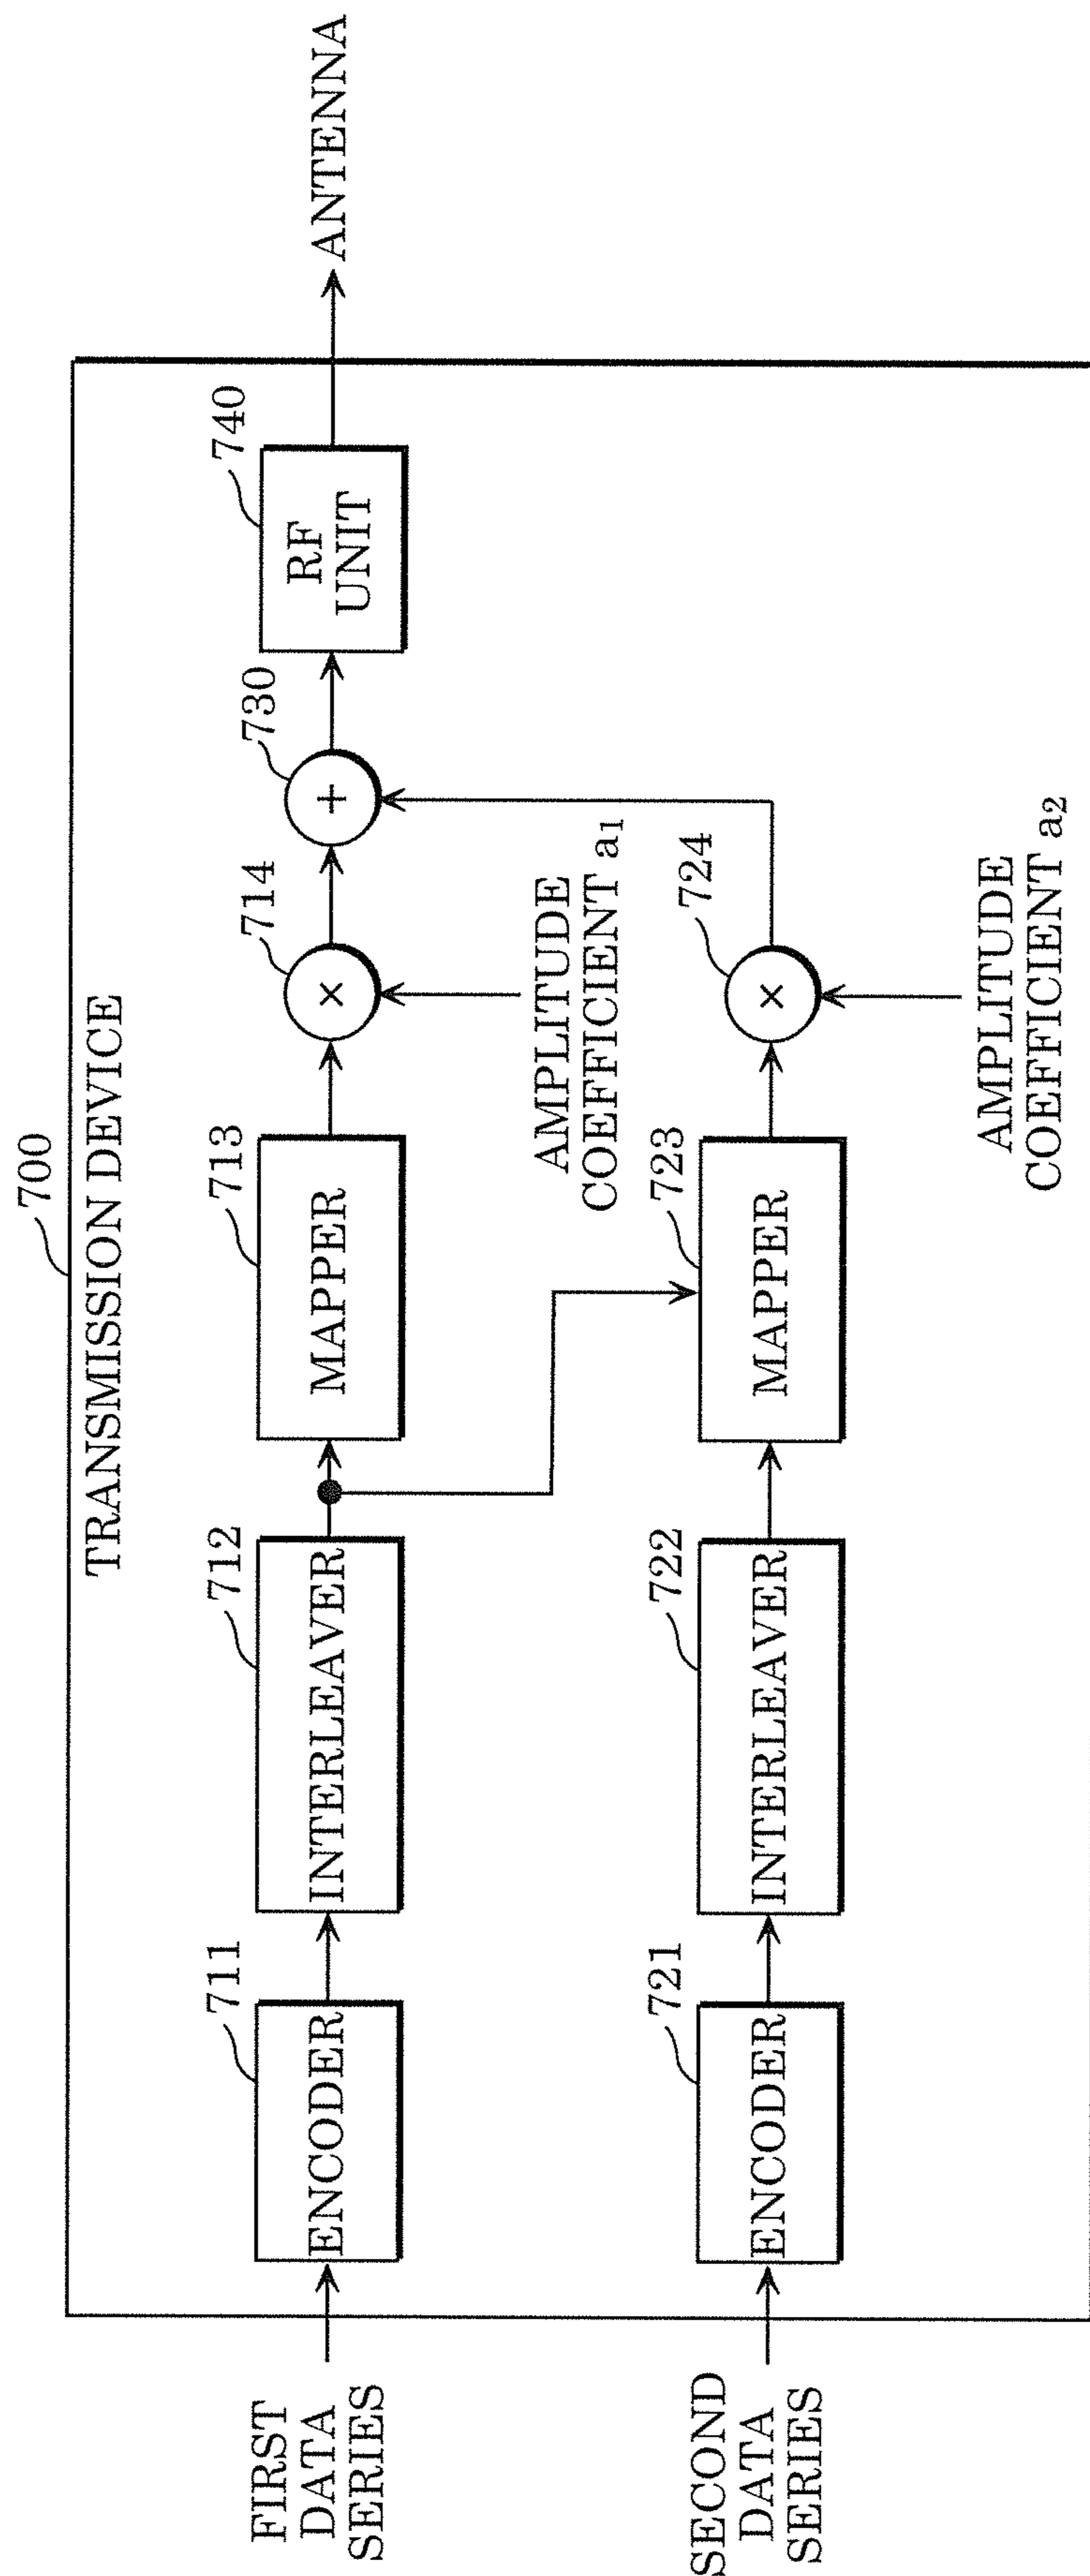 700
TRANSMISSION DEVICE
FIRST
DATA
SERIES
711
ENCODER
712
INTERLEAVER
713
MAPPER
714
×
AMPLITUDE
COEFFICIENT a1
730
+
740
RF
UNIT
ANTENNA
SECOND
DATA
SERIES
721
ENCODER
722
INTERLEAVER
723
MAPPER
724
×
AMPLITUDE
COEFFICIENT a2